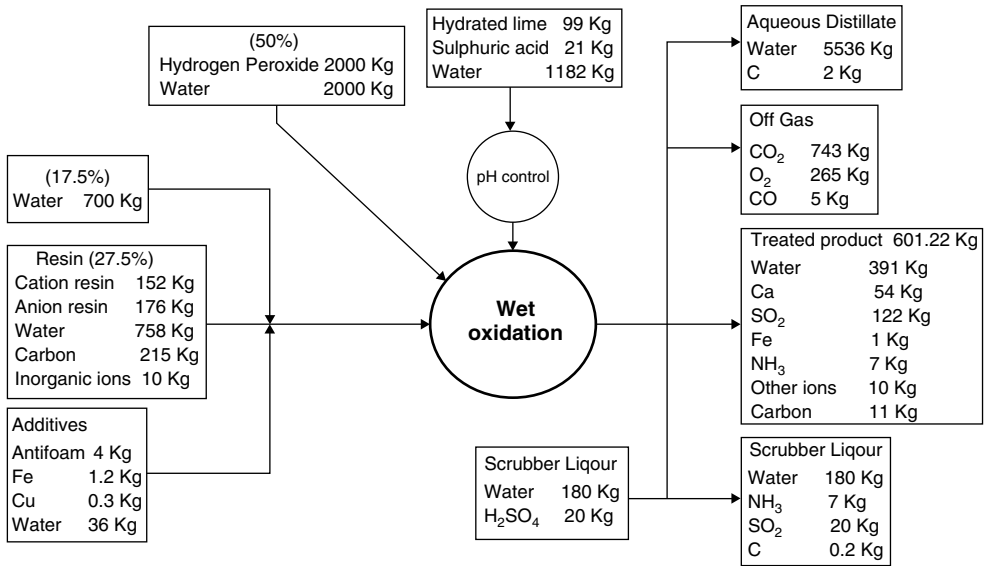 (50%)
Hydrogen Peroxide 2000 Kg
Water 2000 Kg
Hydrated lime 99 Kg
Sulphuric acid 21 Kg
Water 1182 Kg
pH control
(17.5%)
Water 700 Kg
Resin (27.5%)
Cation resin 152 Kg
Anion resin 176 Kg
Water 758 Kg
Carbon 215 Kg
Inorganic ions 10 Kg
Additives
Antifoam 4 Kg
Fe 1.2 Kg
Cu 0.3 Kg
Water 36 Kg
Wet
oxidation
Scrubber Liqour
Water 180 Kg
H₂SO₄ 20 Kg
Aqueous Distillate
Water 5536 Kg
C 2 Kg
Off Gas
CO₂ 743 Kg
O₂ 265 Kg
CO 5 Kg
Treated product 601.22 Kg
Water 391 Kg
Ca 54 Kg
SO₂ 122 Kg
Fe 1 Kg
NH₃ 7 Kg
Other ions 10 Kg
Carbon 11 Kg
Scrubber Liqour
Water 180 Kg
NH₃ 7 Kg
SO₂ 20 Kg
C 0.2 Kg